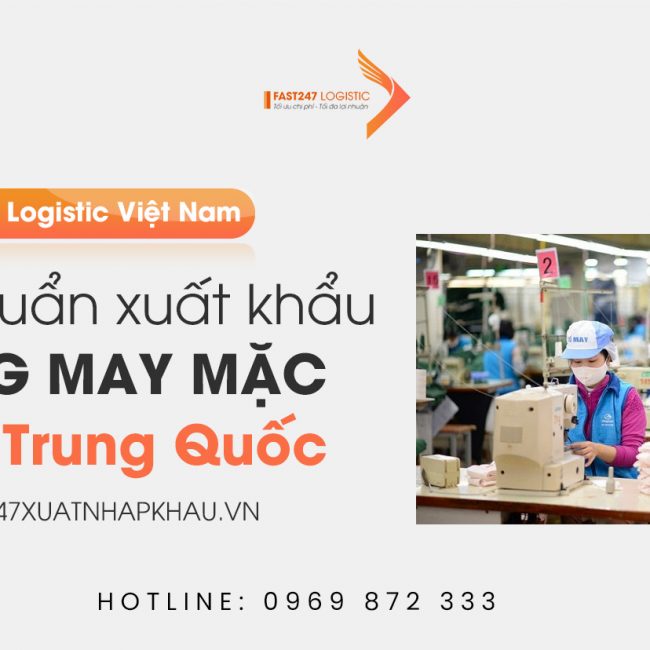 FAST247 LOGISTIC
Tối ưu chi phí - Tối đa lợi nhuận
Logistic Việt Nam
uẩn xuất khẩu
G MAY MẶC
Trung Quốc
47XUATNHAPKHAU.VN
HOTLINE: 0969 872 333
2
11
MAY